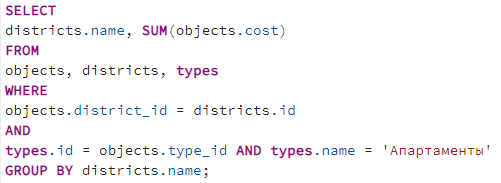 SELECT
districts.name, SUM(objects.cost)
FROM
objects, districts, types
WHERE
objects.district_id = districts.id
AND
types.id = objects.type_id AND types.name = 'Апартаменты'
GROUP BY districts.name;